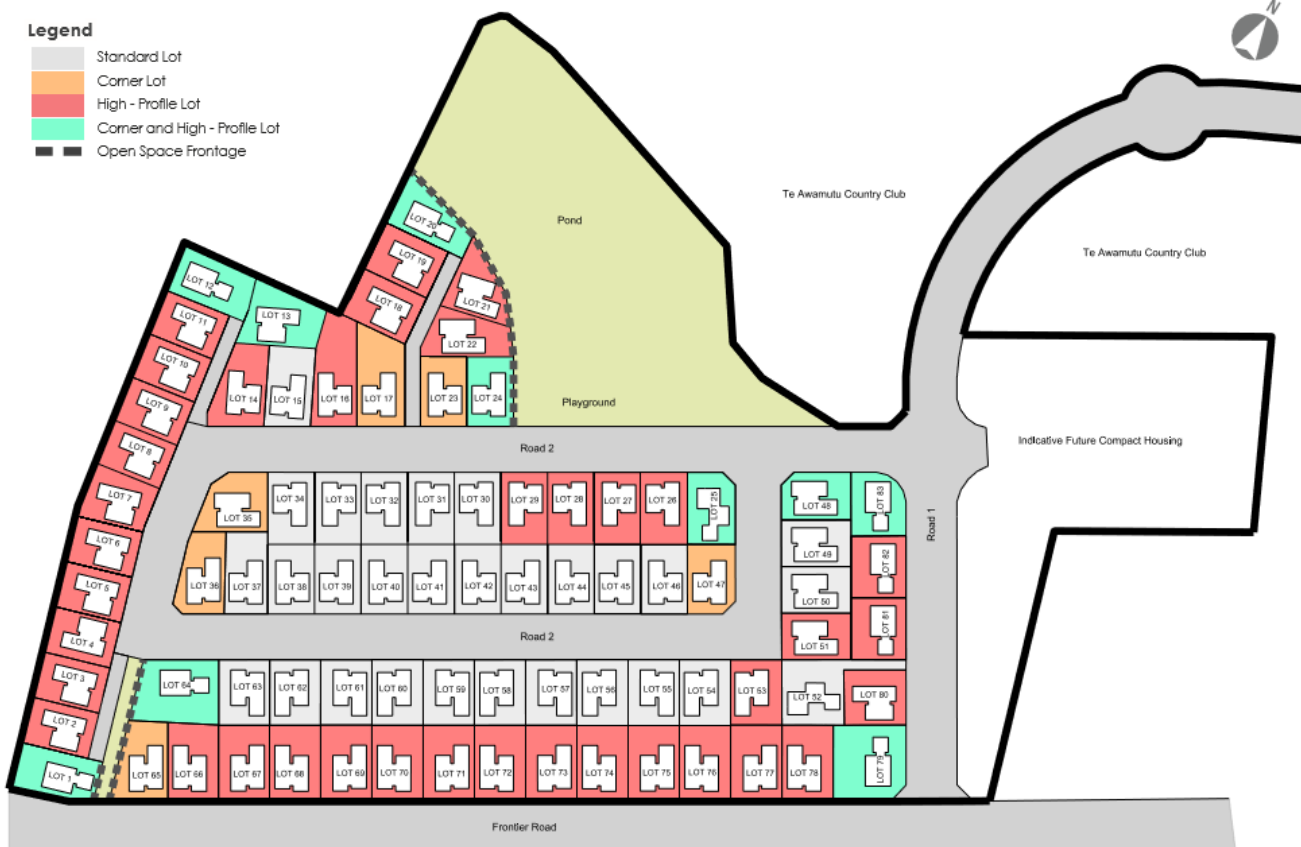 N
Legend
Standard Lot
Corner Lot
High - Profile Lot
Corner and High - Profile Lot
Open Space Frontage
Te Awamutu Country Club
Te Awamutu Country Club
Pond
Playground
Indicative Future Compact Housing
LOT 20
LOT 19
LOT 18
LOT 21
LOT 22
LOT 12
LOT 13
LOT 11
LOT 10
LOT 9
LOT 8
LOT 7
LOT 6
LOT 5
LOT 4
LOT 3
LOT 2
LOT 1
LOT 14
LOT 15
LOT 16
LOT 17
LOT 23
LOT 24
Road 2
LOT 35
LOT 34
LOT 33
LOT 32
LOT 31
LOT 30
LOT 29
LOT 28
LOT 27
LOT 26
LOT 25
LOT 48
LOT 83
LOT 49
LOT 82
LOT 50
LOT 81
LOT 51
Road 1
LOT 36
LOT 37
LOT 38
LOT 39
LOT 40
LOT 41
LOT 42
LOT 43
LOT 44
LOT 45
LOT 46
LOT 47
Road 2
LOT 64
LOT 63
LOT 62
LOT 61
LOT 60
LOT 59
LOT 58
LOT 57
LOT 56
LOT 55
LOT 54
LOT 53
LOT 52
LOT 80
LOT 65
LOT 66
LOT 67
LOT 68
LOT 69
LOT 70
LOT 71
LOT 72
LOT 73
LOT 74
LOT 75
LOT 76
LOT 77
LOT 78
LOT 79
Frontier Road